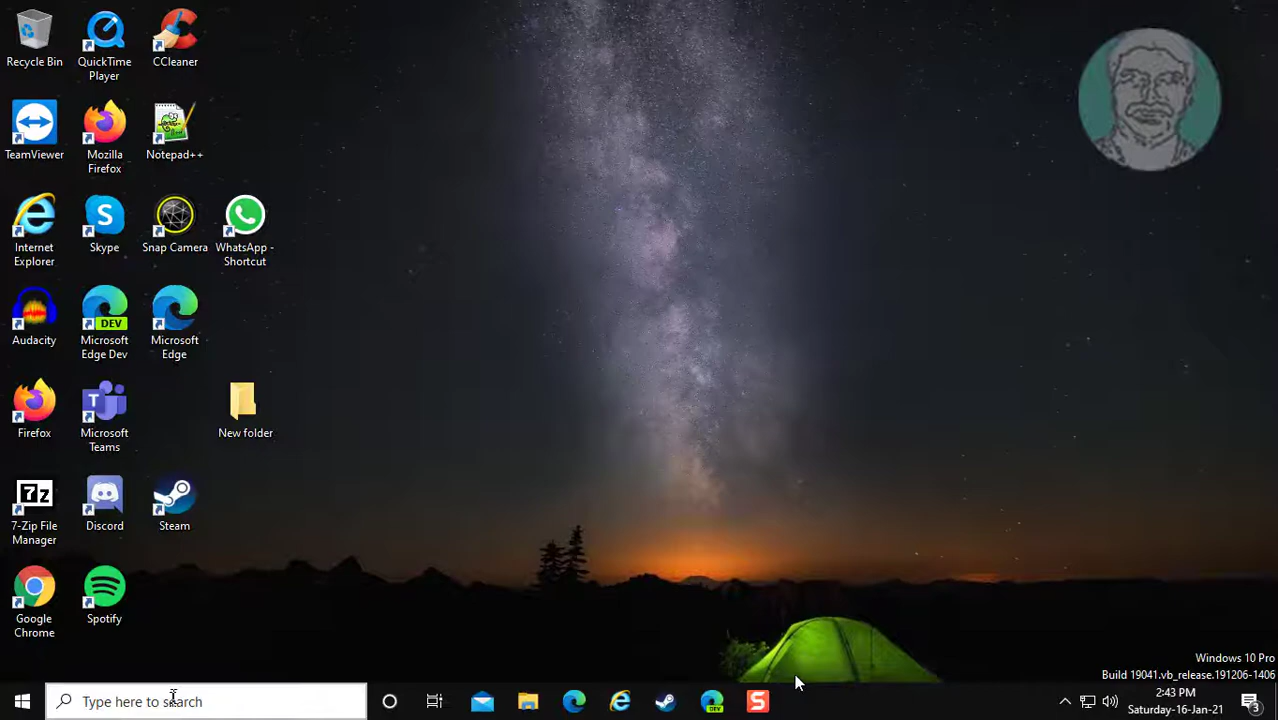 Recycle Bin
QuickTime
Player
CCleaner
TeamViewer
Mozilla
Firefox
Notepad++
Internet
Explorer
Skype
Snap Camera
WhatsApp -
Shortcut
Audacity
DEV
Microsoft
Edge Dev
Microsoft
Edge
Firefox
Microsoft
Teams
New folder
7-Zip File
Manager
Discord
Steam
Google
Chrome
Spotify
Windows 10 Pro
Build 19041.vb_release.191206-1406
Type here to search
2:43 PM
Saturday-16-Jan-21
3